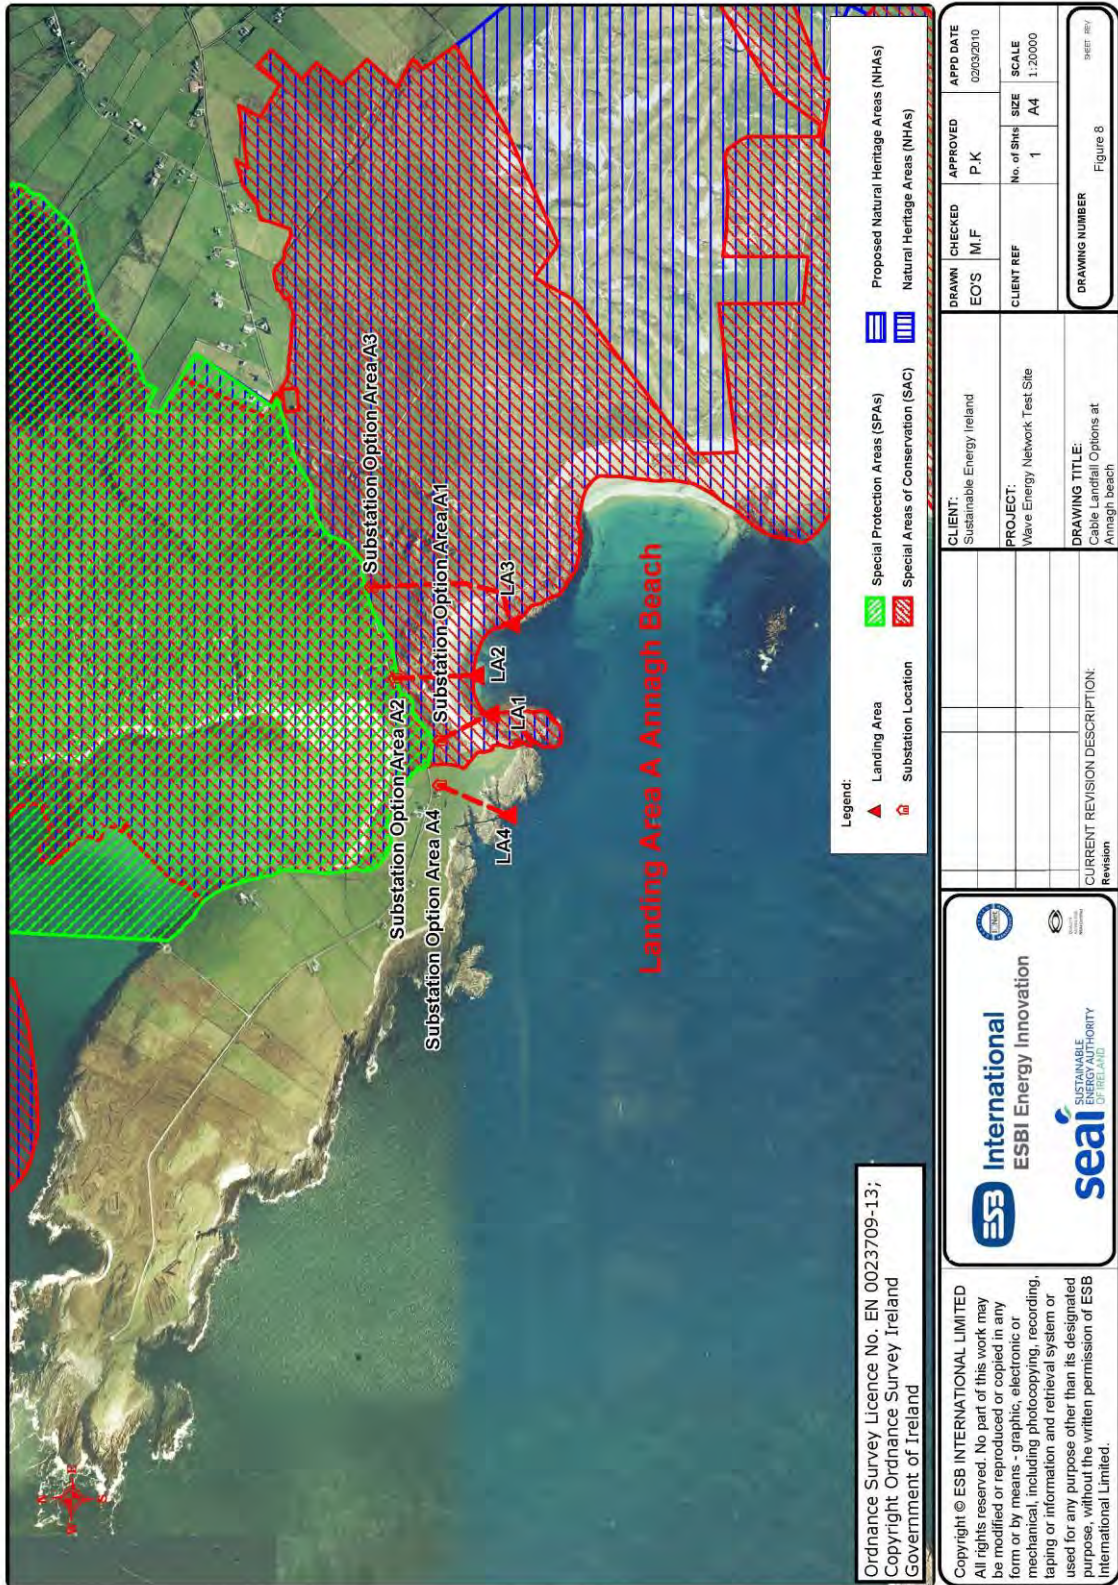 N
W
E
S
Substation Option Area A3
Substation Option Area A1
Substation Option Area A2
Substation Option Area A4
LA3
LA2
LA1
LA4
Landing Area A Annagh Beach
Ordnance Survey Licence No. EN 0023709-13;
Copyright Ordnance Survey Ireland
Government of Ireland
Legend:
Landing Area
Substation Location
Special Protection Areas (SPAs)
Special Areas of Conservation (SAC)
Proposed Natural Heritage Areas (NHAs)
Natural Heritage Areas (NHAs)
Copyright © ESB INTERNATIONAL LIMITED
All rights reserved. No part of this work may
be modified or reproduced or copied in any
form or by means - graphic, electronic or
mechanical, including photocopying, recording,
taping or information and retrieval system or
used for any purpose other than its designated
purpose, without the written permission of ESB
International Limited.
ESB International
ESBI Energy Innovation
seai SUSTAINABLE
ENERGY AUTHORITY
OF IRELAND
CURRENT REVISION DESCRIPTION:
Revision
CLIENT:
Sustainable Energy Ireland
PROJECT:
Wave Energy Network Test Site
DRAWING TITLE:
Cable Landfall Options at
Annagh beach
DRAWN CHECKED APPROVED APPD DATE
EO'S M.F P.K 02/03/2010
CLIENT REF No. of Shts SIZE SCALE
1 A4 1:20000
DRAWING NUMBER SHEET REV
Figure 8